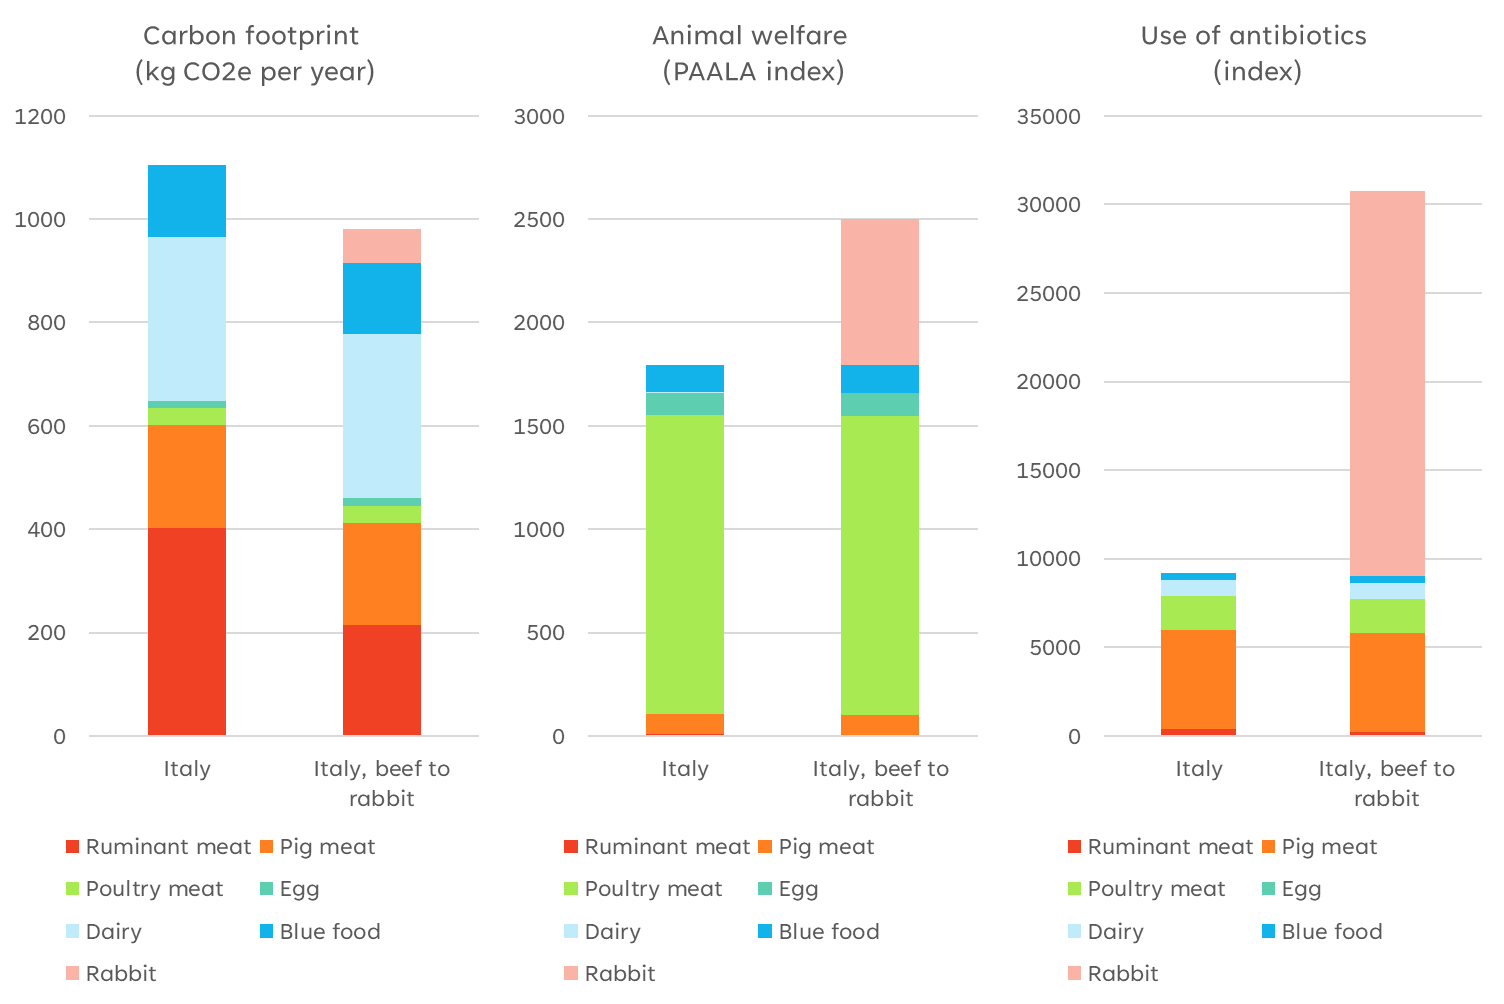 Carbon footprint
(kg CO2e per year)
1200
1000
800
600
400
200
0
Italy
Italy, beef to
rabbit
Ruminant meat
Pig meat
Poultry meat
Egg
Dairy
Blue food
Rabbit
Animal welfare
(PAALA index)
3000
2500
2000
1500
1000
500
0
Italy
Italy, beef to
rabbit
Ruminant meat
Pig meat
Poultry meat
Egg
Dairy
Blue food
Rabbit
Use of antibiotics
(index)
35000
30000
25000
20000
15000
10000
5000
0
Italy
Italy, beef to
rabbit
Ruminant meat
Pig meat
Poultry meat
Egg
Dairy
Blue food
Rabbit